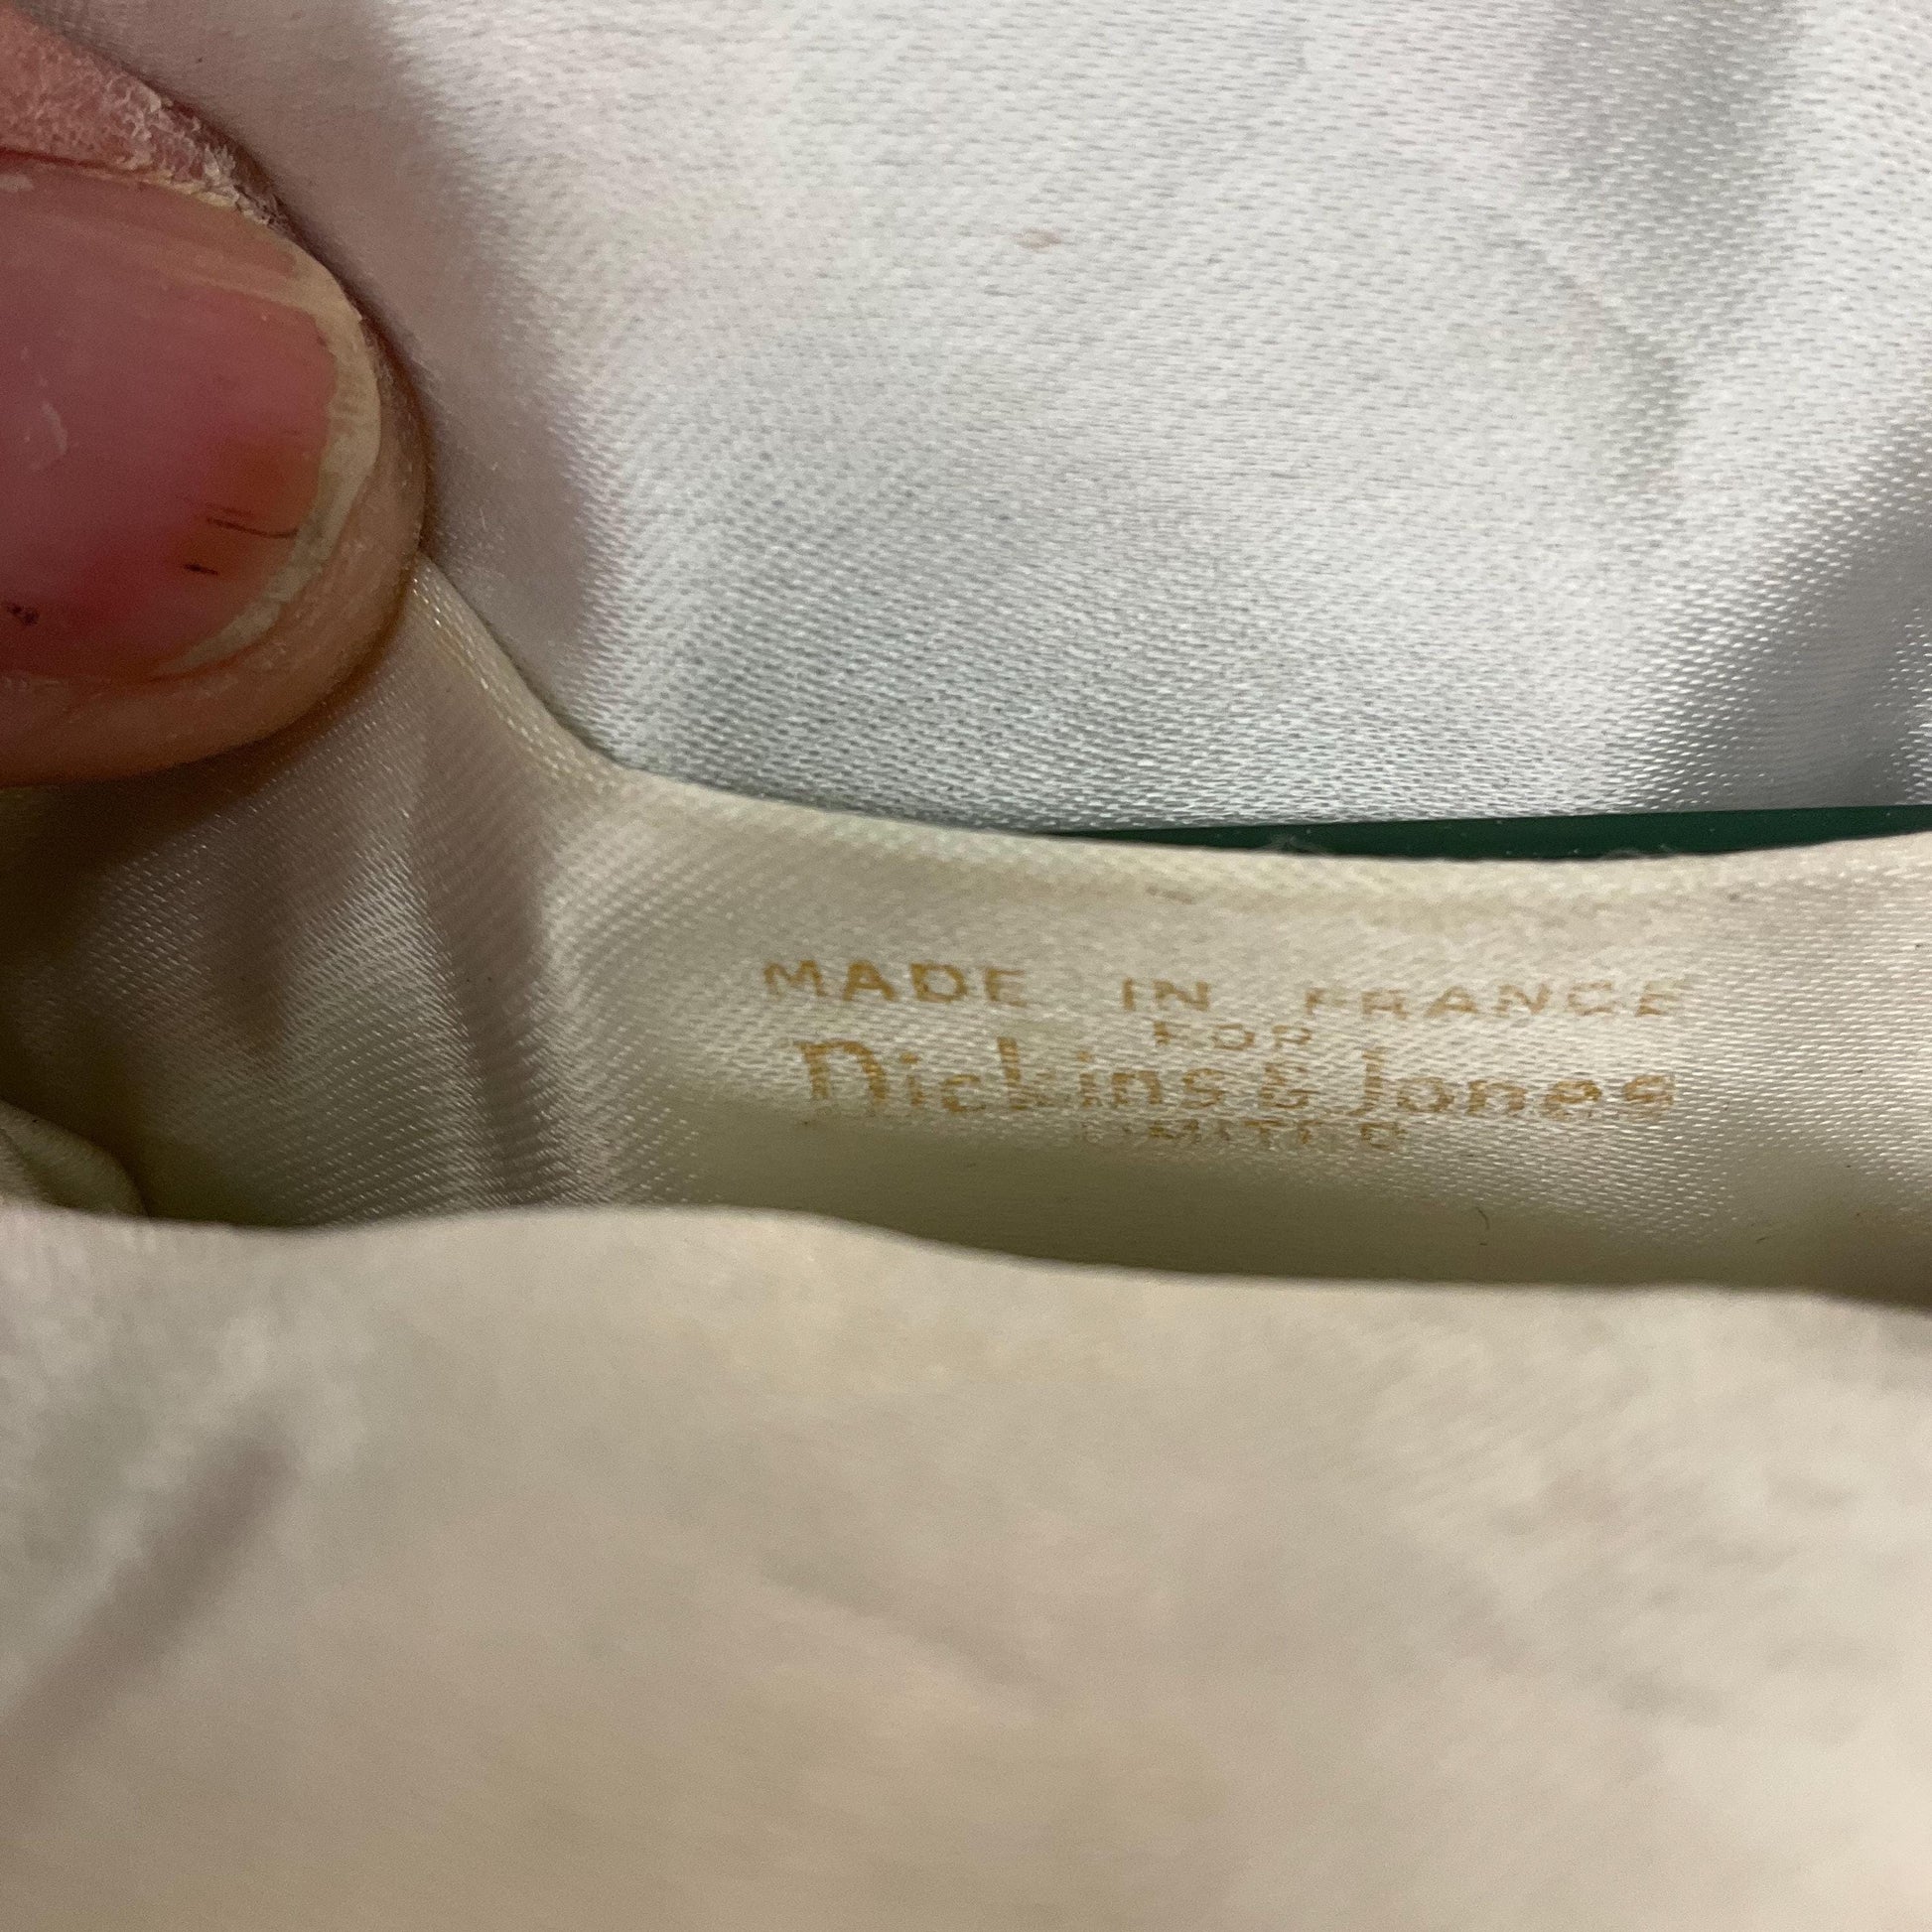 MADE IN FRANCE
FOR
Dickins & Jones
LIMITED